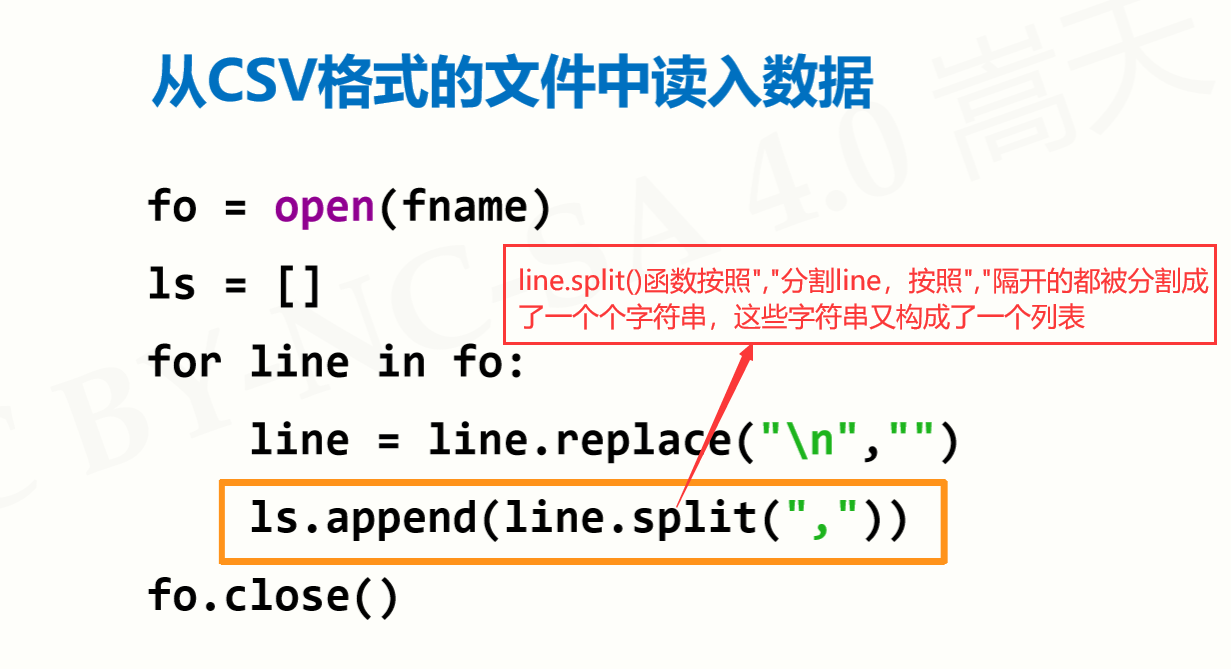 从CSV格式的文件中读入数据
fo = open(fname)
ls = []
line.split()函数按照","分割line，按照","隔开的都被分割成
了一个个字符串，这些字符串又构成了一个列表
for line in fo:
    line = line.replace("\n","")
    ls.append(line.split(","))
fo.close()
CC BY-NC-SA 4.0 嵩天